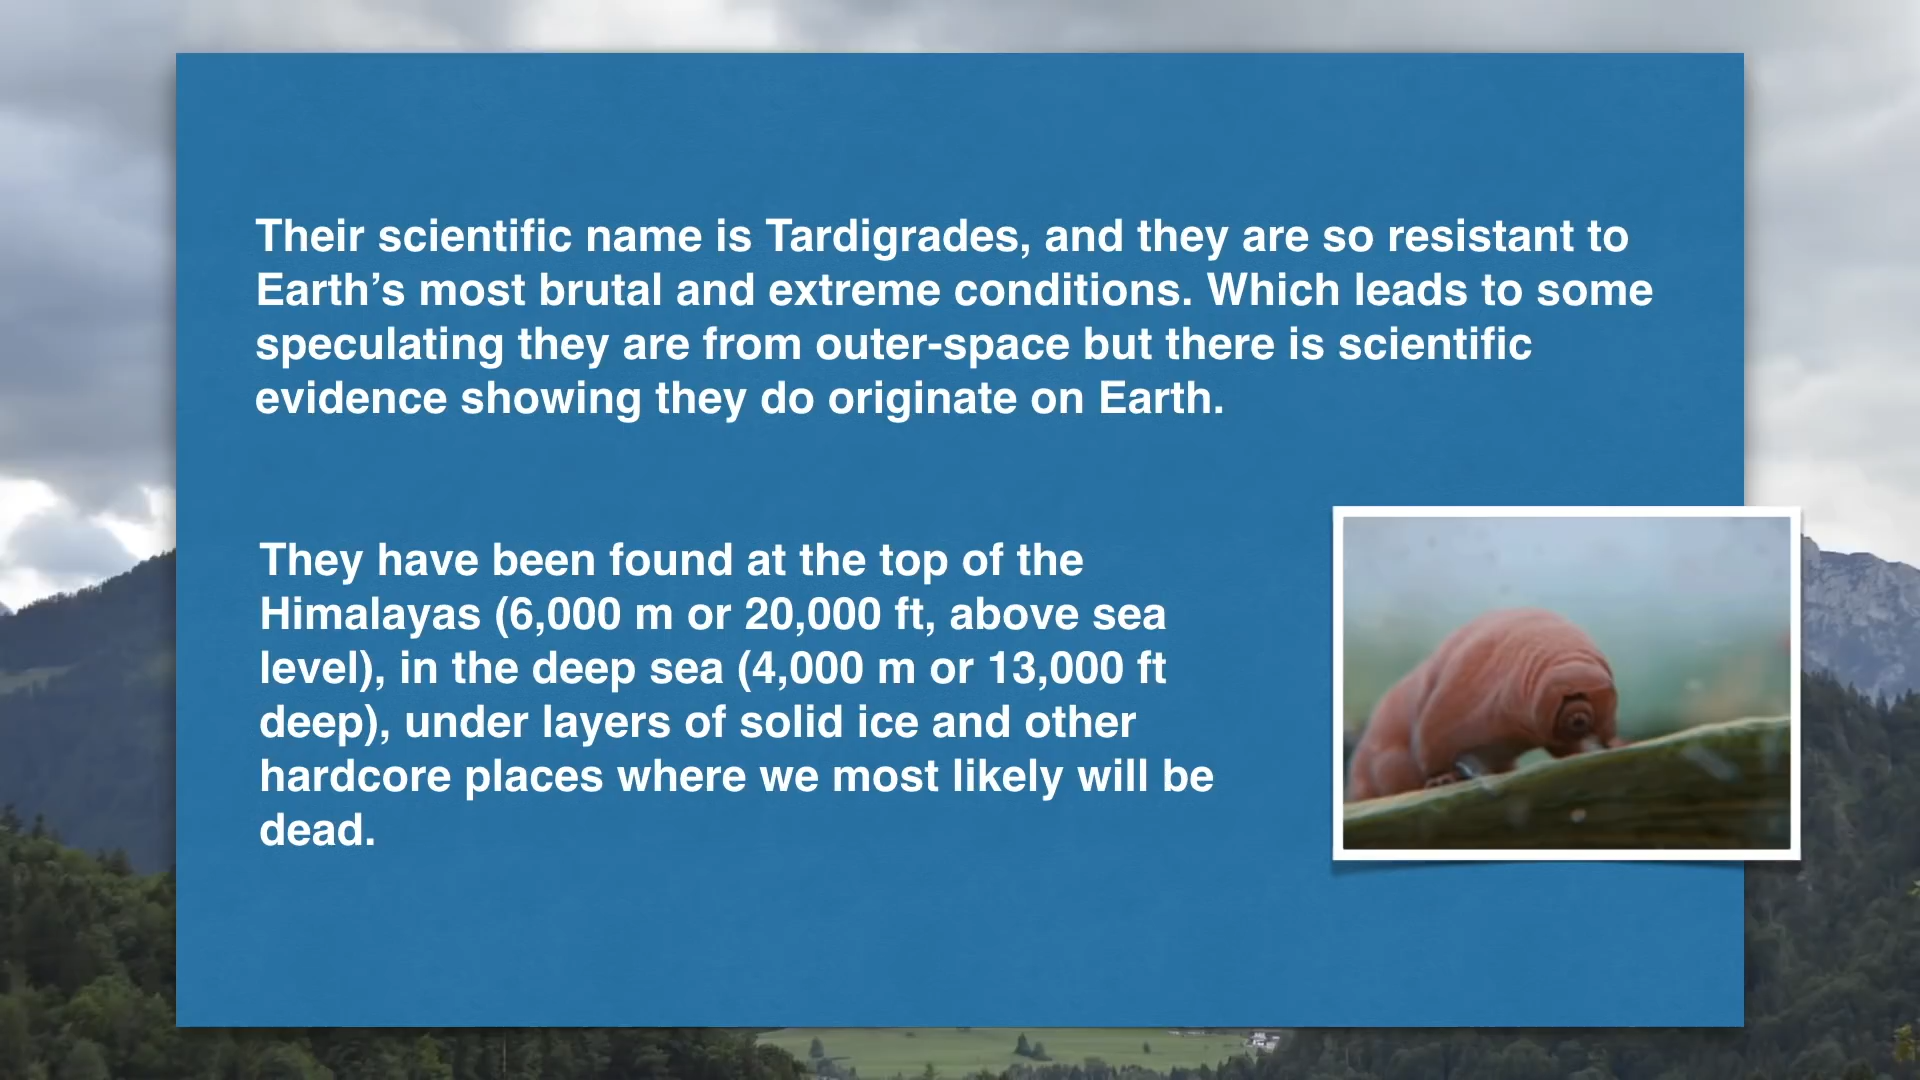 Their scientific name is Tardigrades, and they are so resistant to
Earth’s most brutal and extreme conditions. Which leads to some
speculating they are from outer-space but there is scientific
evidence showing they do originate on Earth.
They have been found at the top of the
Himalayas (6,000 m or 20,000 ft, above sea
level), in the deep sea (4,000 m or 13,000 ft
deep), under layers of solid ice and other
hardcore places where we most likely will be
dead.